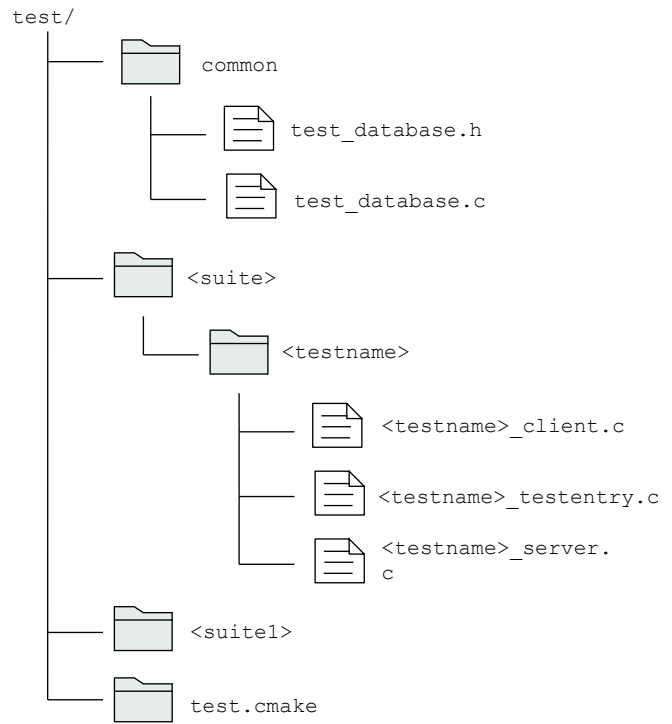 test/
common
test_database.h
test_database.c
<suite>
<testname>
<testname>_client.c
<testname>_testentry.c
<testname>_server.
c
<suite1>
test.cmake